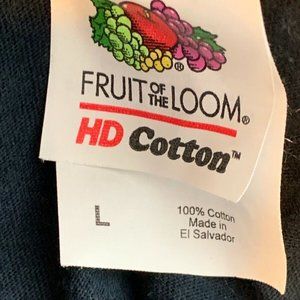 ®
FRUIT OF THE LOOM®
HD Cotton™
L
100% Cotton
Made in
El Salvador